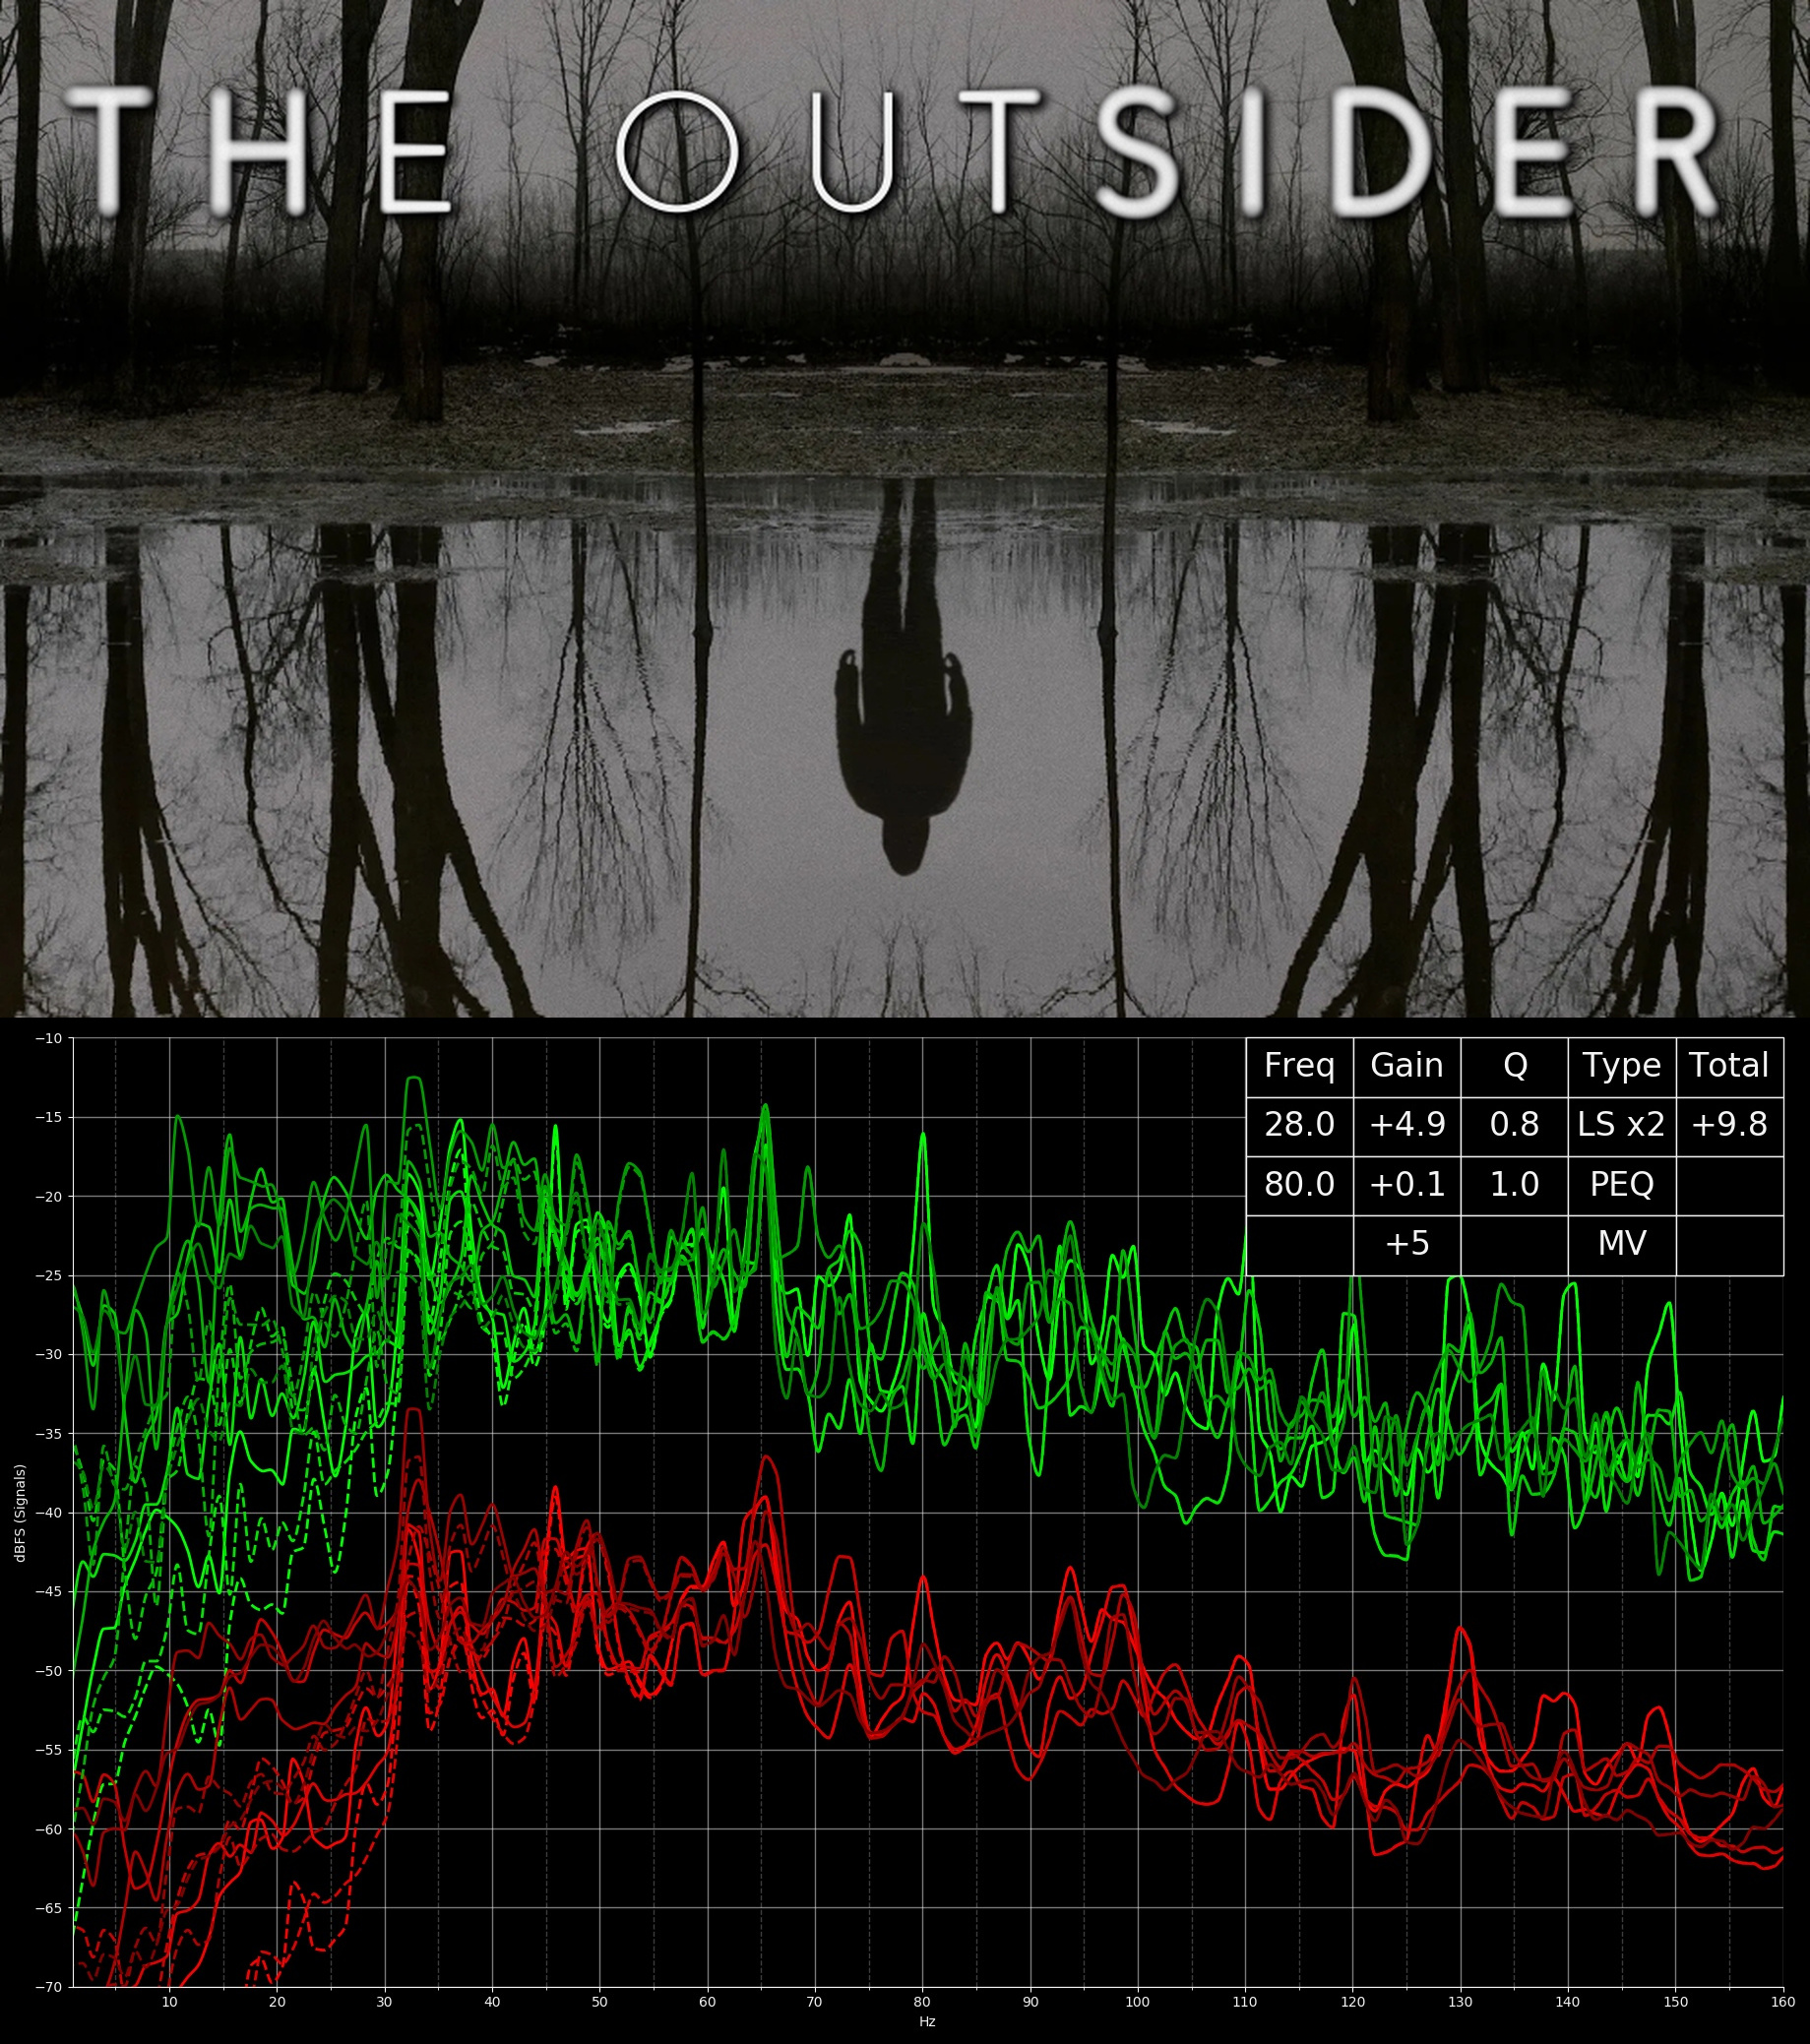 THE OUTSIDER
Freq Gain Q Type Total
28.0 +4.9 0.8 LS x2 +9.8
80.0 +0.1 1.0 PEQ
+5 MV
−10
−15
−20
−25
−30
−35
−40
−45
−50
−55
−60
−65
−70
dBFS (Signals)
10 20 30 40 50 60 70 80 90 100 110 120 130 140 150 160
Hz